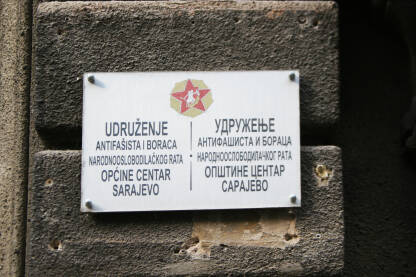 UDRUŽENJE
ANTIFAŠISTA I BORACA
NARODNOOSLOBODILAČKOG RATA
OPĆINE CENTAR
SARAJEVO
УДРУЖЕЊЕ
АНТИФАШИСТА И БОРАЦА
НАРОДНООСЛОБОДИЛАЧКОГ РАТА
ОПШТИНЕ ЦЕНТАР
САРАЈЕВО